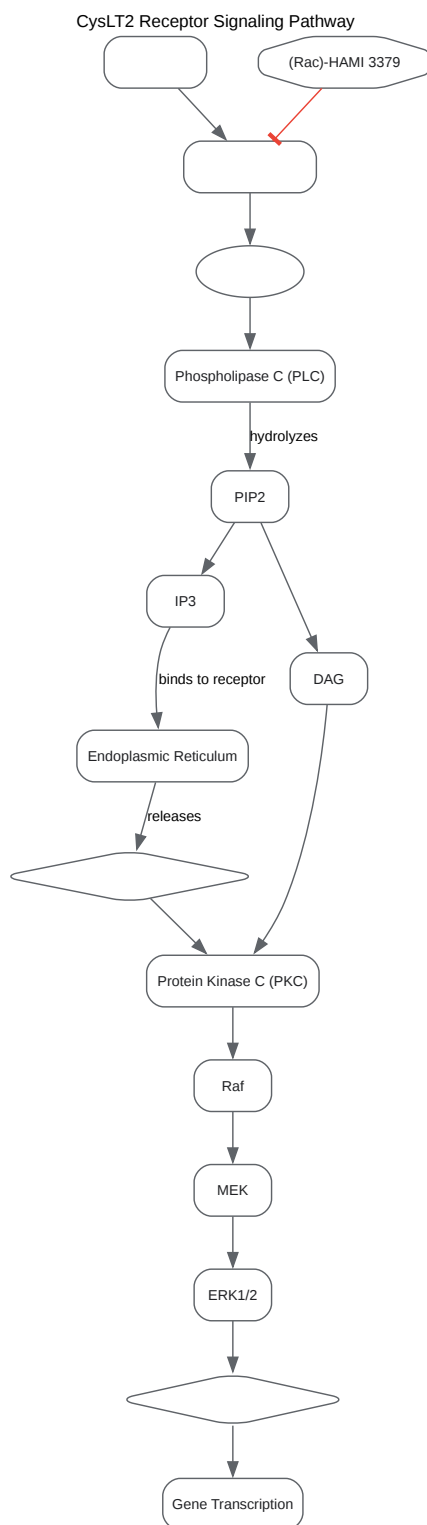 CysLT2 Receptor Signaling Pathway
(Rac)-HAMI 3379
Phospholipase C (PLC)
hydrolyzes
PIP2
IP3
binds to receptor
DAG
Endoplasmic Reticulum
releases
Protein Kinase C (PKC)
Raf
MEK
ERK1/2
Gene Transcription